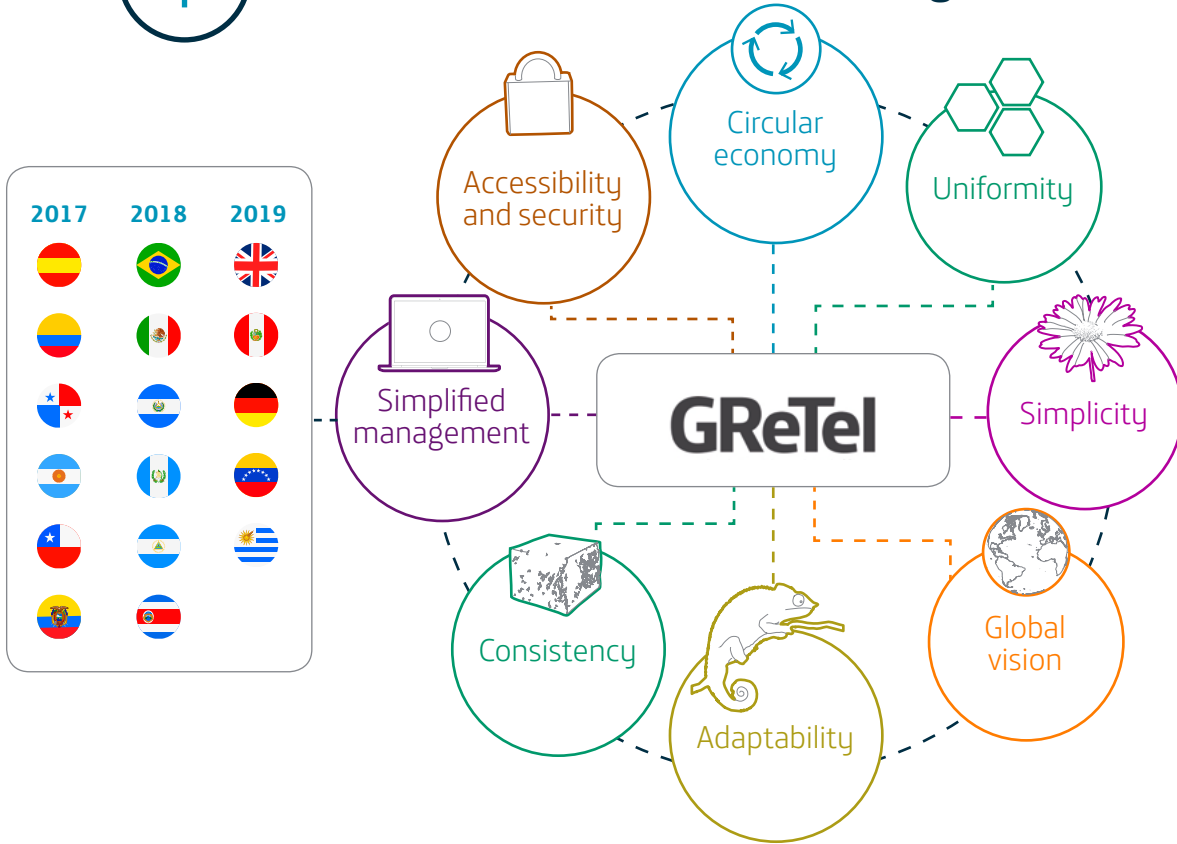 2017 2018 2019
Circular
economy
Accessibility
and security
Uniformity
Simplified
management
GReTel
Simplicity
Consistency
Global
vision
Adaptability